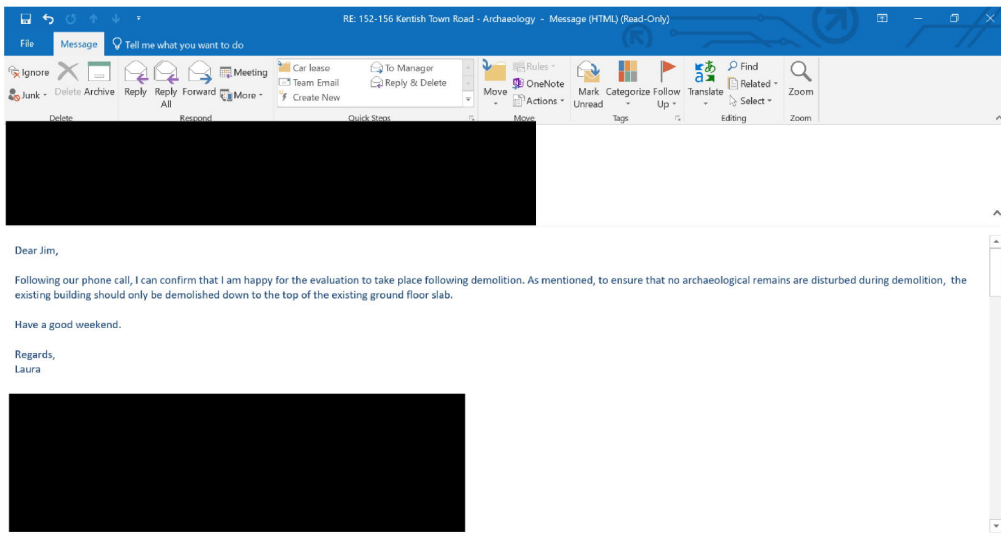 RE: 152-156 Kentish Town Road - Archaeology - Message (HTML) (Read-Only)
File Message Tell me what you want to do
Ignore
Junk
Delete Archive
Reply Reply All Forward
Meeting
More
Car lease To Manager
Team Email Reply & Delete
Create New
Move
Rules
OneNote
Actions
Mark Unread Categorize Follow Up
Translate
Find
Related
Select
Zoom
Delete Respond Quick Steps Move Tags Editing Zoom
Dear Jim,
Following our phone call, I can confirm that I am happy for the evaluation to take place following demolition. As mentioned, to ensure that no archaeological remains are disturbed during demolition, the
existing building should only be demolished down to the top of the existing ground floor slab.
Have a good weekend.
Regards,
Laura